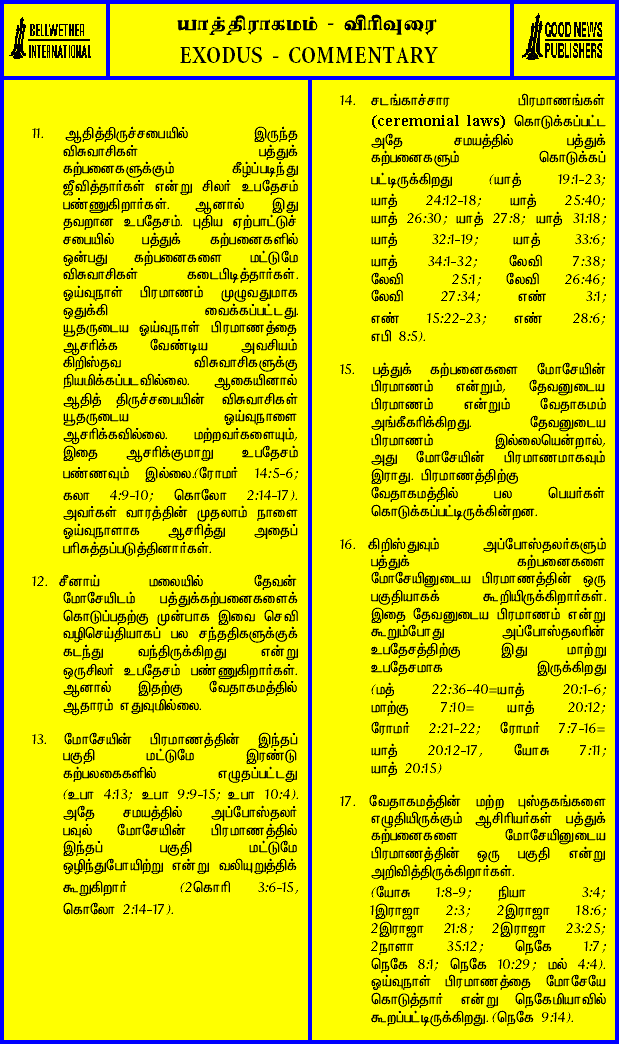 BELLWETHER
INTERNATIONAL
யாத்திராகமம் - விரிவுரை
EXODUS - COMMENTARY
GOOD NEWS
PUBLISHERS
11. ஆதித்திருச்சபையில் இருந்த
விசுவாசிகள் பத்துக்
கற்பனைகளுக்கும் கீழ்ப்படிந்து
ஜீவித்தார்கள் என்று சிலர் உபதேசம்
பண்ணுகிறார்கள். ஆனால் இது
தவறான உபதேசம். புதிய ஏற்பாட்டுச்
சபையில் பத்துக் கற்பனைகளில்
ஒன்பது கற்பனைகளை மட்டுமே
விசுவாசிகள் கடைபிடித்தார்கள்.
ஓய்வுநாள் பிரமாணம் முழுவதுமாக
ஒதுக்கி வைக்கப்பட்டது.
யூதருடைய ஓய்வுநாள் பிரமாணத்தை
ஆசரிக்க வேண்டிய அவசியம்
கிறிஸ்தவ விசுவாசிகளுக்கு
நியமிக்கப்படவில்லை. ஆகையினால்
ஆதித் திருச்சபையின் விசுவாசிகள்
யூதருடைய ஓய்வுநாளை
ஆசரிக்கவில்லை. மற்றவர்களையும்,
இதை ஆசரிக்குமாறு உபதேசம்
பண்ணவும் இல்லை.(ரோமர் 14:5-6;
கலா 4:9-10; கொலோ 2:14-17).
அவர்கள் வாரத்தின் முதலாம் நாளை
ஓய்வுநாளாக ஆசரித்து அதைப்
பரிசுத்தப்படுத்தினார்கள்.
12. சீனாய் மலையில் தேவன்
மோசேயிடம் பத்துக்கற்பனைகளைக்
கொடுப்பதற்கு முன்பாக இவை செவி
வழிசெய்தியாகப் பல சந்ததிகளுக்குக்
கடந்து வந்திருக்கிறது என்று
ஒருசிலர் உபதேசம் பண்ணுகிறார்கள்.
ஆனால் இதற்கு வேதாகமத்தில்
ஆதாரம் எதுவுமில்லை.
13. மோசேயின் பிரமாணத்தின் இந்தப்
பகுதி மட்டுமே இரண்டு
கற்பலகைகளில் எழுதப்பட்டது
(உபா 4:13; உபா 9:9-15; உபா 10:4).
அதே சமயத்தில் அப்போஸ்தலர்
பவுல் மோசேயின் பிரமாணத்தில்
இந்தப் பகுதி மட்டுமே
ஒழிந்துபோயிற்று என்று வலியுறுத்திக்
கூறுகிறார் (2கொரி 3:6-15,
கொலோ 2:14-17).
14. சடங்காச்சார பிரமாணங்கள்
(ceremonial laws) கொடுக்கப்பட்ட
அதே சமயத்தில் பத்துக்
கற்பனைகளும் கொடுக்கப்
பட்டிருக்கிறது (யாத் 19:1-23;
யாத் 24:12-18; யாத் 25:40;
யாத் 26:30; யாத் 27:8; யாத் 31:18;
யாத் 32:1-19; யாத் 33:6;
யாத் 34:1-32; லேவி 7:38;
லேவி 25:1; லேவி 26:46;
லேவி 27:34; எண் 3:1;
எண் 15:22-23; எண் 28:6;
எபி 8:5).
15. பத்துக் கற்பனைகளை மோசேயின்
பிரமாணம் என்றும், தேவனுடைய
பிரமாணம் என்றும் வேதாகமம்
அங்கீகரிக்கிறது. தேவனுடைய
பிரமாணம் இல்லையென்றால்,
அது மோசேயின் பிரமாணமாகவும்
இராது. பிரமாணத்திற்கு
வேதாகமத்தில் பல பெயர்கள்
கொடுக்கப்பட்டிருக்கின்றன.
16. கிறிஸ்துவும் அப்போஸ்தலர்களும்
பத்துக் கற்பனைகளை
மோசேயினுடைய பிரமாணத்தின் ஒரு
பகுதியாகக் கூறியிருக்கிறார்கள்.
இதை தேவனுடைய பிரமாணம் என்று
கூறும்போது அப்போஸ்தலரின்
உபதேசத்திற்கு இது மாற்று
உபதேசமாக இருக்கிறது
(மத் 22:36-40=யாத் 20:1-6;
மாற்கு 7:10= யாத் 20:12;
ரோமர் 2:21-22; ரோமர் 7:7-16=
யாத் 20:12-17, யோசு 7:11;
யாத் 20:15)
17. வேதாகமத்தின் மற்ற புஸ்தகங்களை
எழுதியிருக்கும் ஆசிரியர்கள் பத்துக்
கற்பனைகளை மோசேயினுடைய
பிரமாணத்தின் ஒரு பகுதி என்று
அறிவித்திருக்கிறார்கள்.
(யோசு 1:8-9; நியா 3:4;
1இராஜா 2:3; 2இராஜா 18:6;
2இராஜா 21:8; 2இராஜா 23:25;
2நாளா 35:12; நெகே 1:7;
நெகே 8:1; நெகே 10:29; மல் 4:4).
ஓய்வுநாள் பிரமாணத்தை மோசேயே
கொடுத்தார் என்று நெகேமியாவில்
கூறப்பட்டிருக்கிறது. (நெகே 9:14).